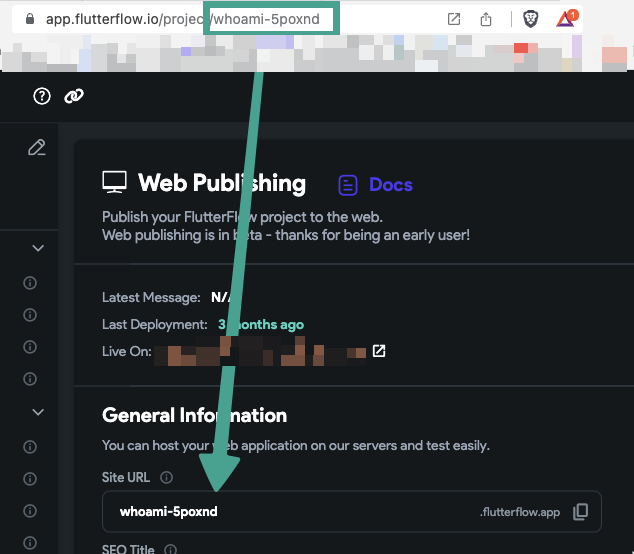 app.flutterflow.io/project/whoami-5poxnd
1
Web Publishing
Docs
Publish your FlutterFlow project to the web.
Web publishing is in beta - thanks for being an early user!
Latest Message: N/A
Last Deployment: 3 months ago
Live On:
General Information
You can host your web application on our servers and test easily.
Site URL
whoami-5poxnd .flutterflow.app
SEO Title